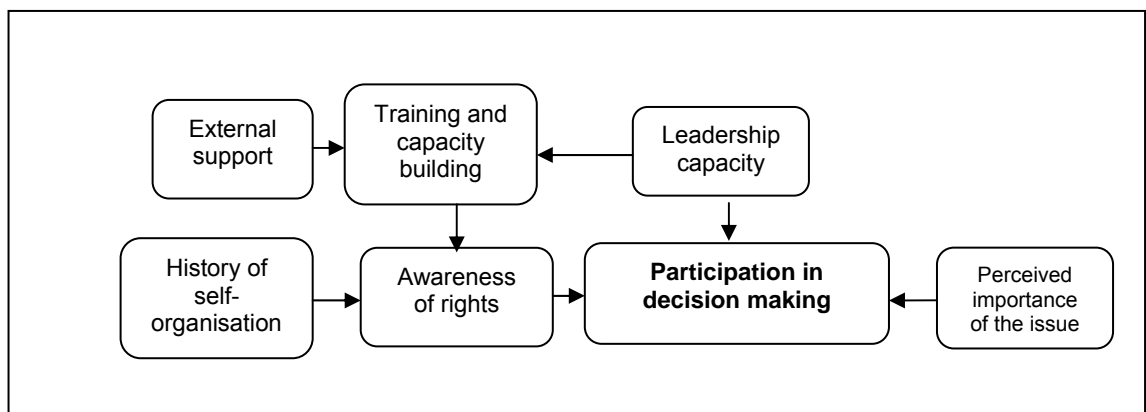 External
support
Training and
capacity
building
Leadership
capacity
History of
self-
organisation
Awareness
of rights
Participation in
decision making
Perceived
importance
of the issue